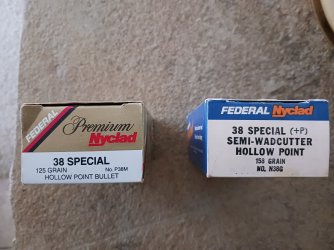 FEDERAL
Premium
Nyclad
38 SPECIAL
125 GRAIN No. P38M
HOLLOW POINT BULLET
FEDERAL Nyclad
38 SPECIAL (+P)
SEMI-WADCUTTER
HOLLOW POINT
158 GRAIN
NO. N38G